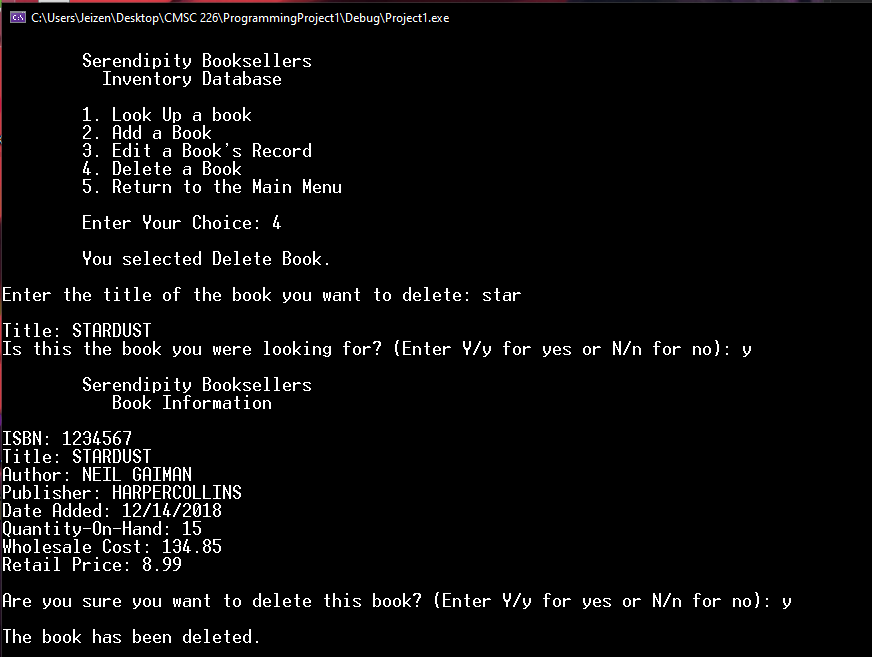 C:\Users\Jeizen\Desktop\CMSC 226\ProgrammingProject1\Debug\Project1.exe
Serendipity Booksellers
Inventory Database
1. Look Up a book
2. Add a Book
3. Edit a Book's Record
4. Delete a Book
5. Return to the Main Menu
Enter Your Choice: 4
You selected Delete Book.
Enter the title of the book you want to delete: star
Title: STARDUST
Is this the book you were looking for? (Enter Y/y for yes or N/n for no): y
Serendipity Booksellers
Book Information
ISBN: 1234567
Title: STARDUST
Author: NEIL GAIMAN
Publisher: HARPERCOLLINS
Date Added: 12/14/2018
Quantity-On-Hand: 15
Wholesale Cost: 134.85
Retail Price: 8.99
Are you sure you want to delete this book? (Enter Y/y for yes or N/n for no): y
The book has been deleted.